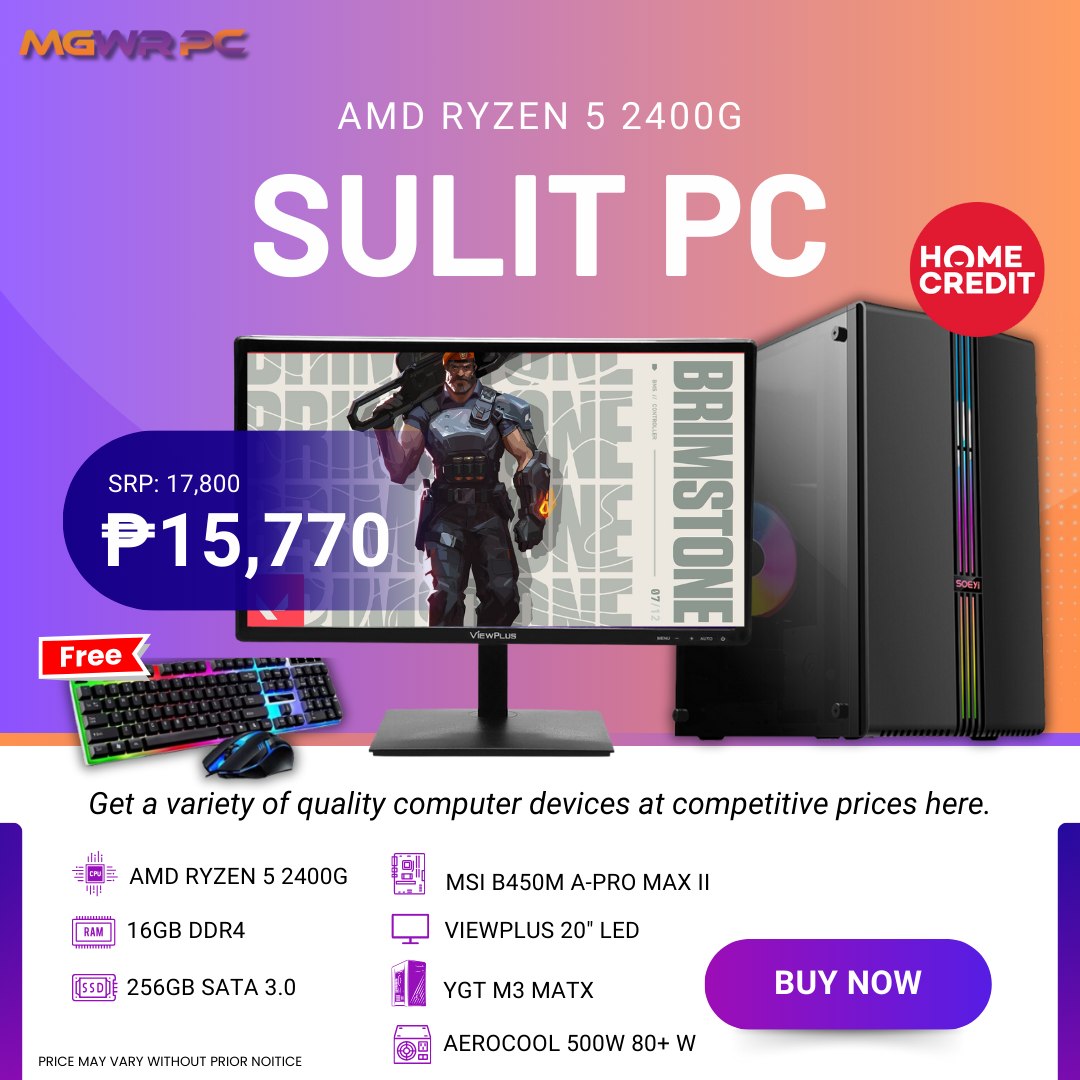 MGWR PC
AMD RYZEN 5 2400G
SULIT PC
HOME
CREDIT
BRIMSTONE
BRIMSTONE
BRIMSTONE
BRIMSTONE
BRIMSTONE
BRIMSTONE
07/12
SRP: 17,800
₱15,770
SOEYI
VIEWPLUS
MENU - + AUTO
Free
Get a variety of quality computer devices at competitive prices here.
CPU
AMD RYZEN 5 2400G
RAM
16GB DDR4
SSD
256GB SATA 3.0
MSI B450M A-PRO MAX II
VIEWPLUS 20" LED
YGT M3 MATX
AEROCOOL 500W 80+ W
BUY NOW
PRICE MAY VARY WITHOUT PRIOR NOITICE